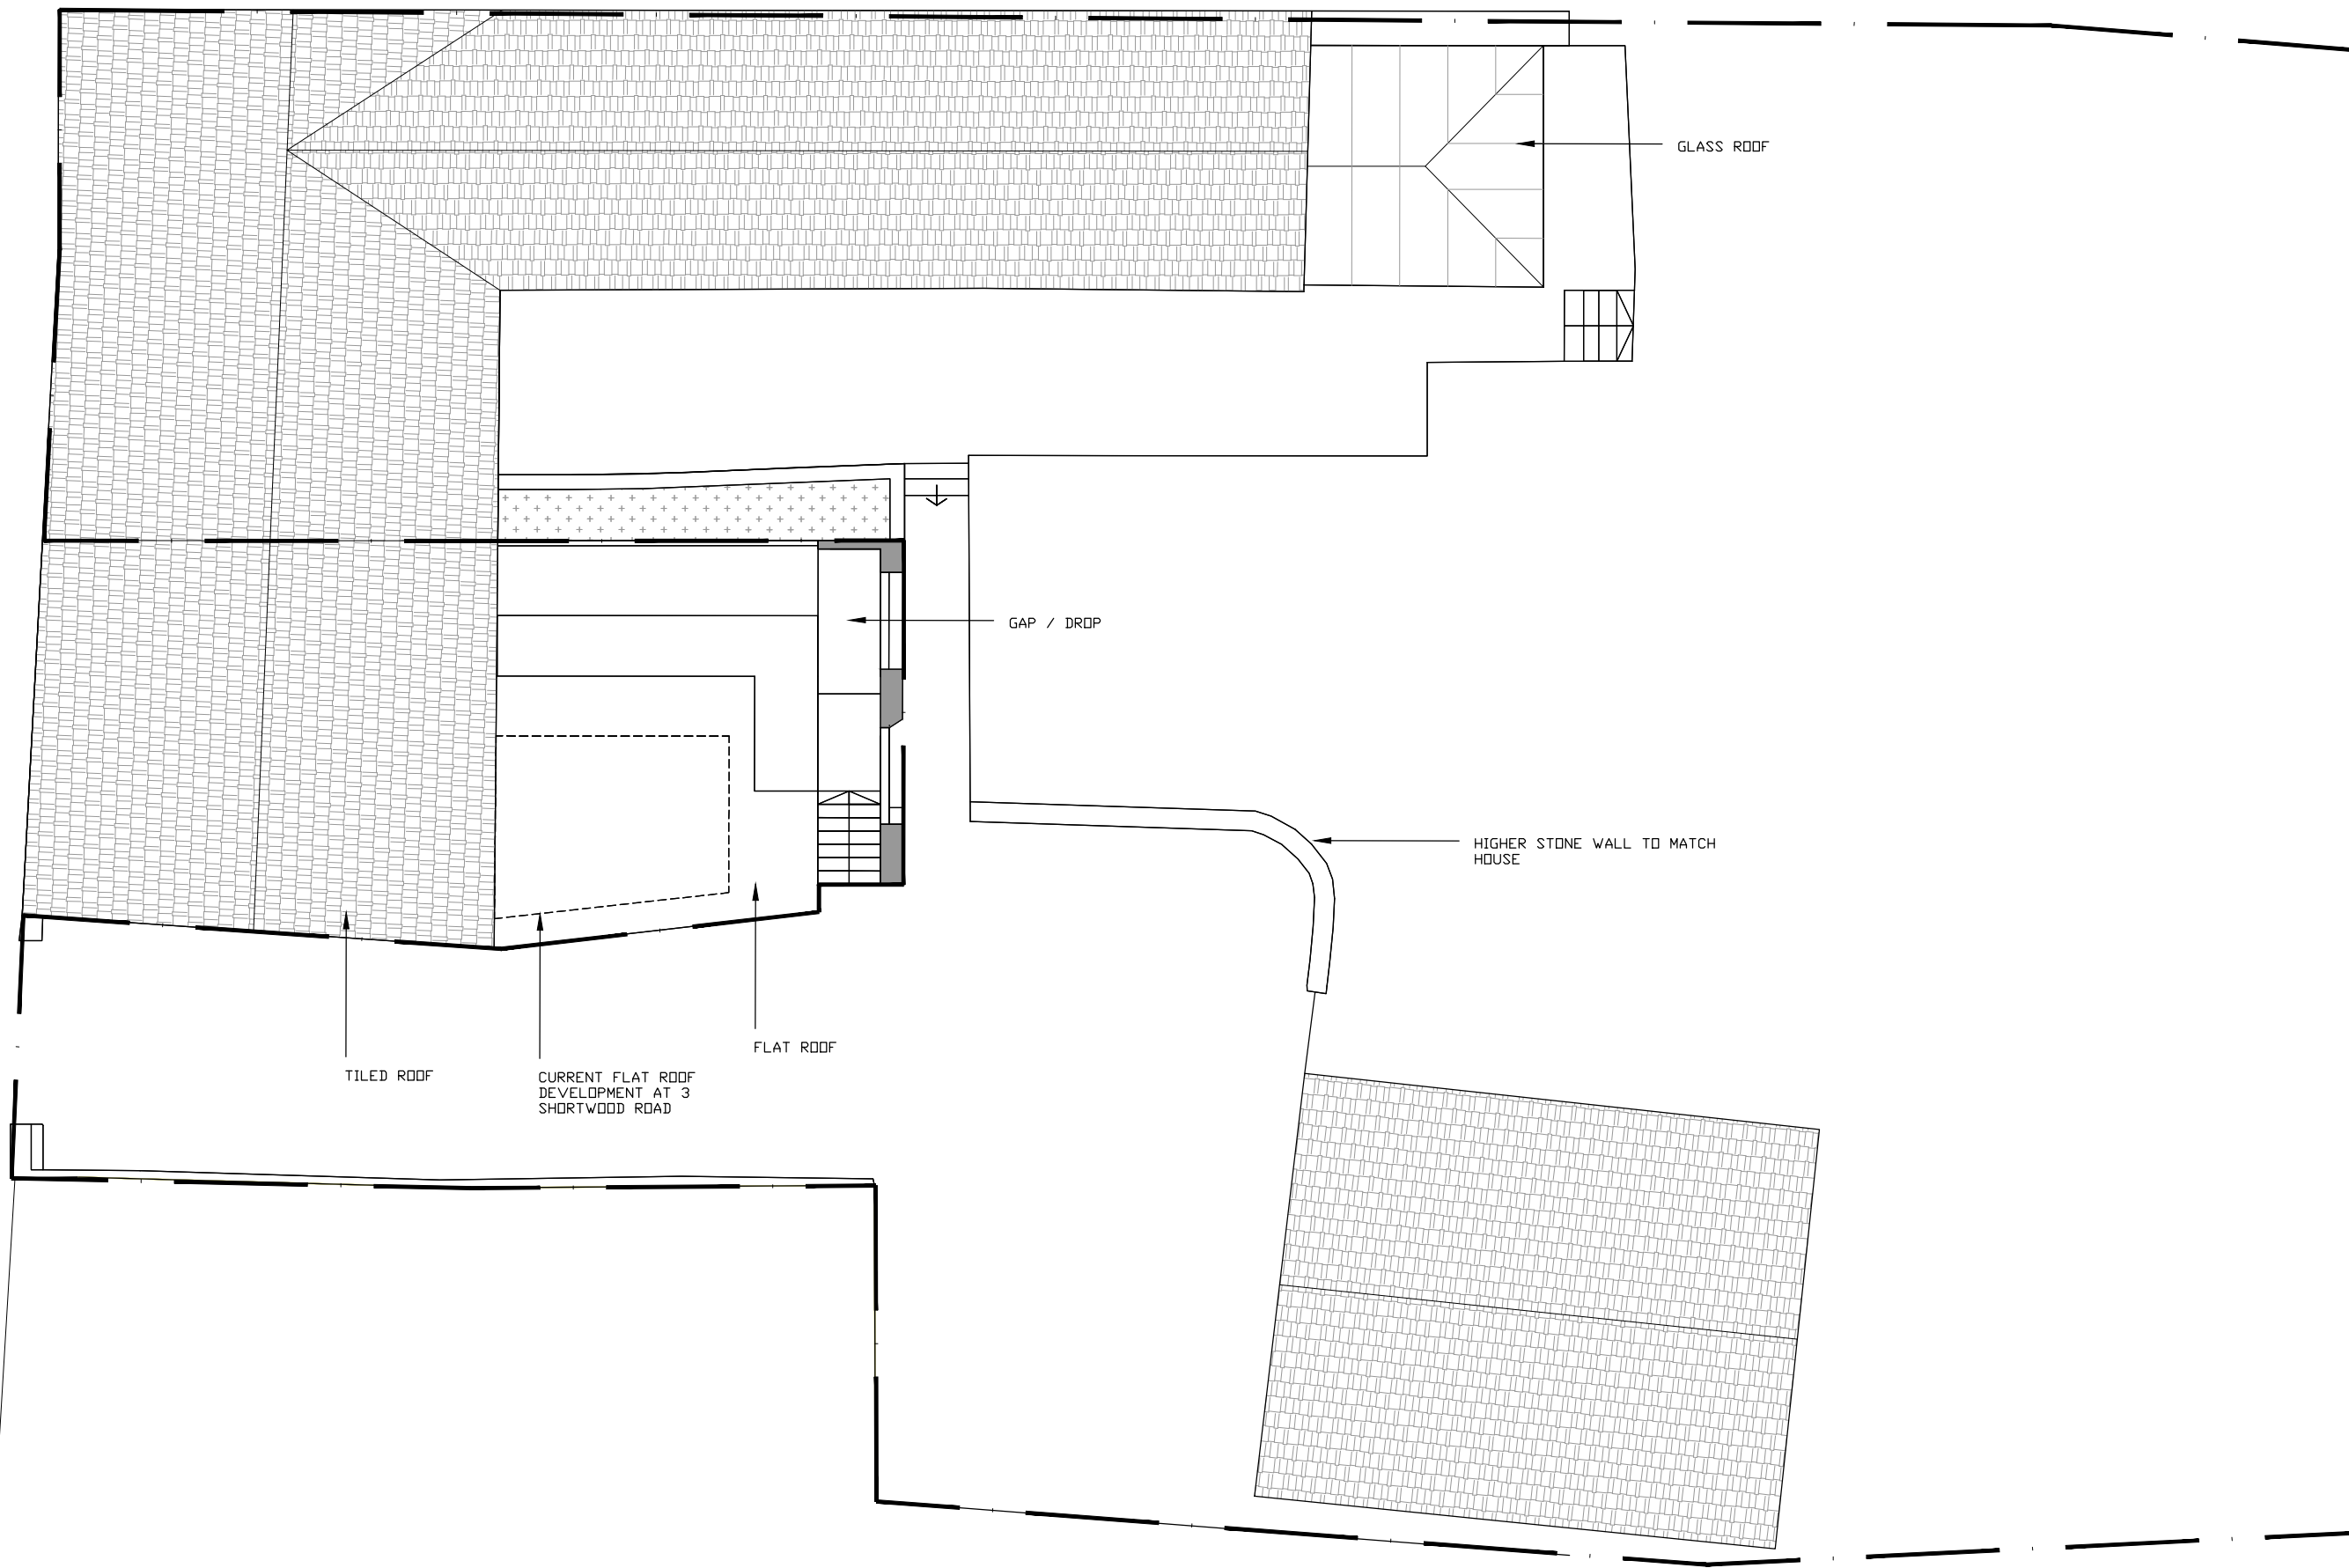 GLASS ROOF
GAP / DROP
HIGHER STONE WALL TO MATCH
HOUSE
FLAT ROOF
TILED ROOF
CURRENT FLAT ROOF
DEVELOPMENT AT 3
SHORTWOOD ROAD